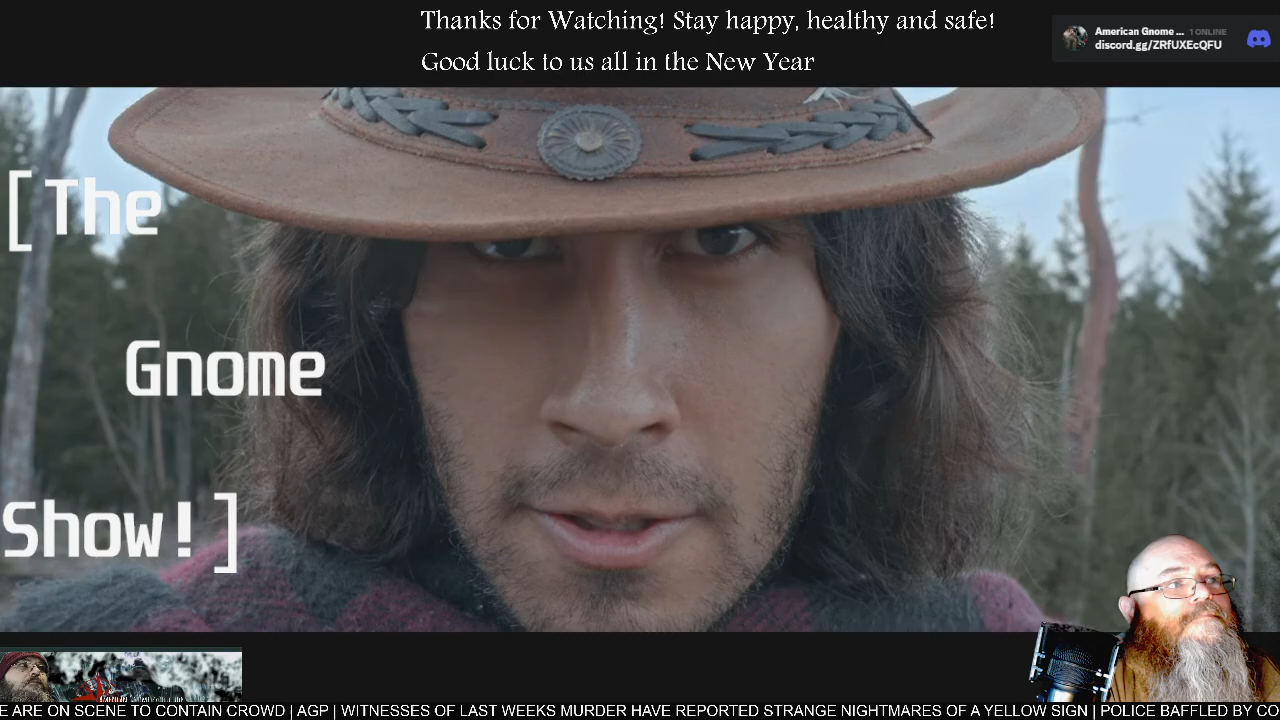 Thanks for Watching! Stay happy, healthy and safe!
Good luck to us all in the New Year
American Gnome ... 1 ONLINE
discord.gg/ZRfUXEcQFU
[The
Gnome
Show!]
E ARE ON SCENE TO CONTAIN CROWD | AGP | WITNESSES OF LAST WEEKS MURDER HAVE REPORTED STRANGE NIGHTMARES OF A YELLOW SIGN | POLICE BAFFLED BY CO